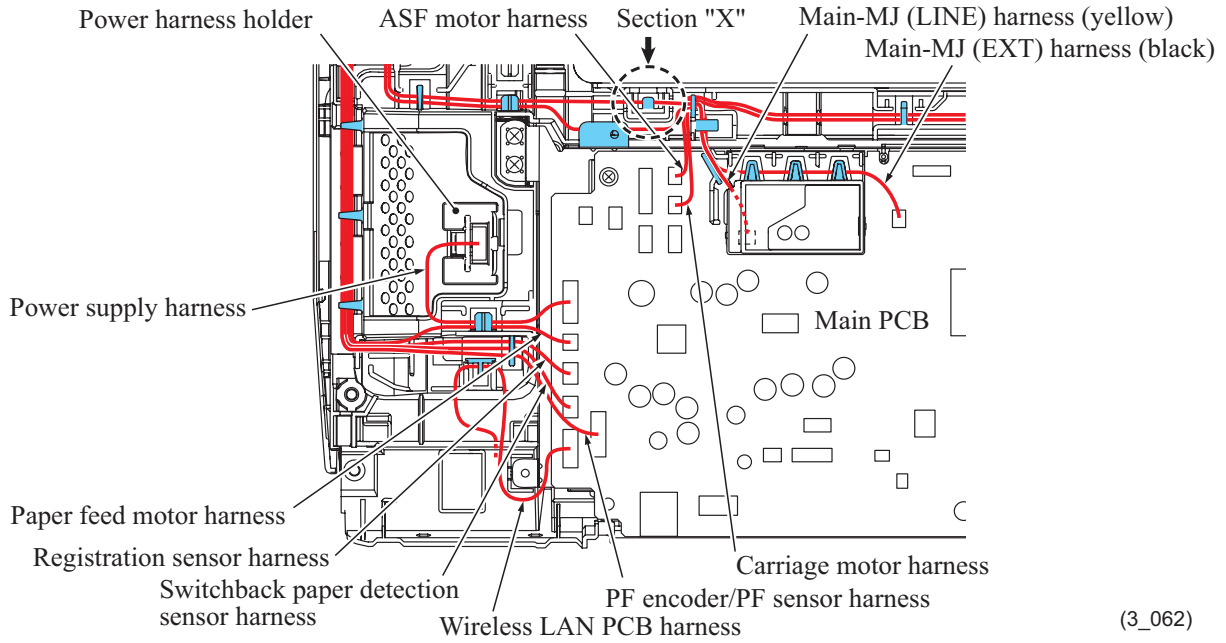 Power harness holder
ASF motor harness
Section "X"
Main-MJ (LINE) harness (yellow)
Main-MJ (EXT) harness (black)
Power supply harness
Main PCB
Paper feed motor harness
Registration sensor harness
Switchback paper detection
sensor harness
Wireless LAN PCB harness
PF encoder/PF sensor harness
Carriage motor harness
(3_062)